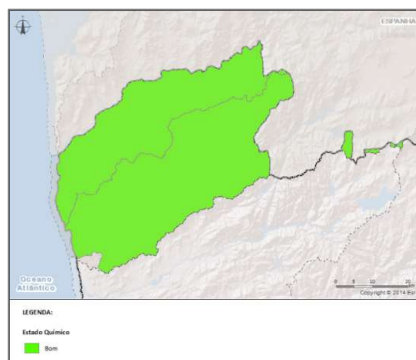 ESPANHA
Oceano
Atlântico
Copyright © 2014 Esri
LEGENDA:
Estado Químico
Bom